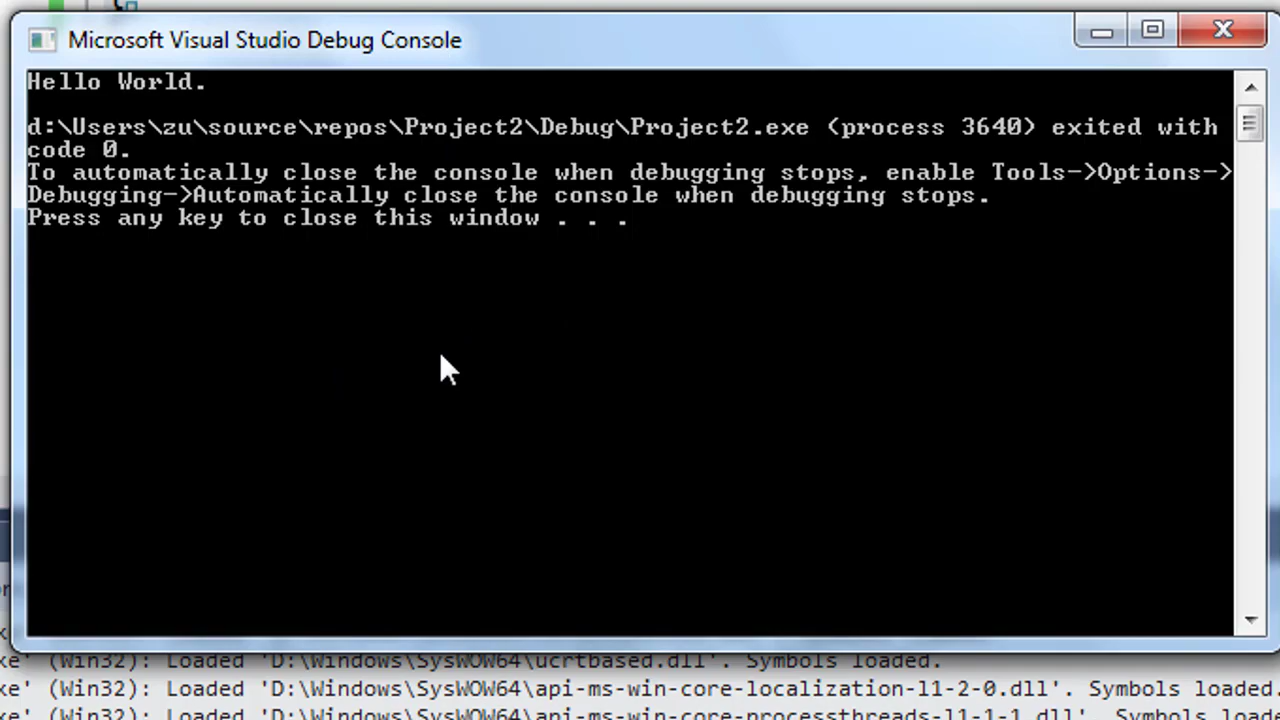 Microsoft Visual Studio Debug Console
Hello World.
d:\Users\zu\source\repos\Project2\Debug\Project2.exe (process 3640) exited with
code 0.
To automatically close the console when debugging stops, enable Tools->Options->
Debugging->Automatically close the console when debugging stops.
Press any key to close this window . . .
xe' (Win32): Loaded 'D:\Windows\SysWOW64\ucrtbased.dll'. Symbols loaded.
xe' (Win32): Loaded 'D:\Windows\SysWOW64\api-ms-win-core-localization-l1-2-0.dll'. Symbols loaded.
xe' (Win32): Loaded 'D:\Windows\SysWOW64\api-ms-win-core-processthreads-l1-1-1.dll'. Symbols load